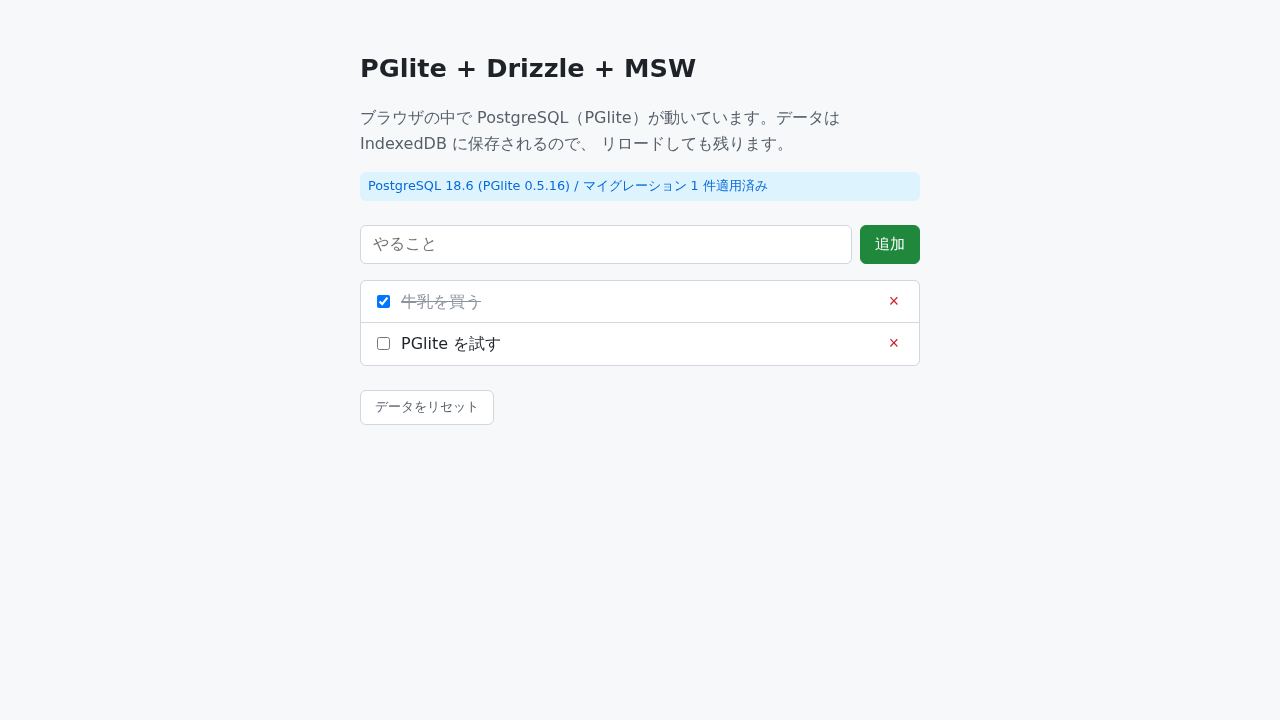 PGlite + Drizzle + MSW
ブラウザの中で PostgreSQL（PGlite）が動いています。データは
IndexedDB に保存されるので、 リロードしても残ります。
PostgreSQL 18.6 (PGlite 0.5.16) / マイグレーション 1 件適用済み
やること
追加
牛乳を買う
×
PGlite を試す
×
データをリセット